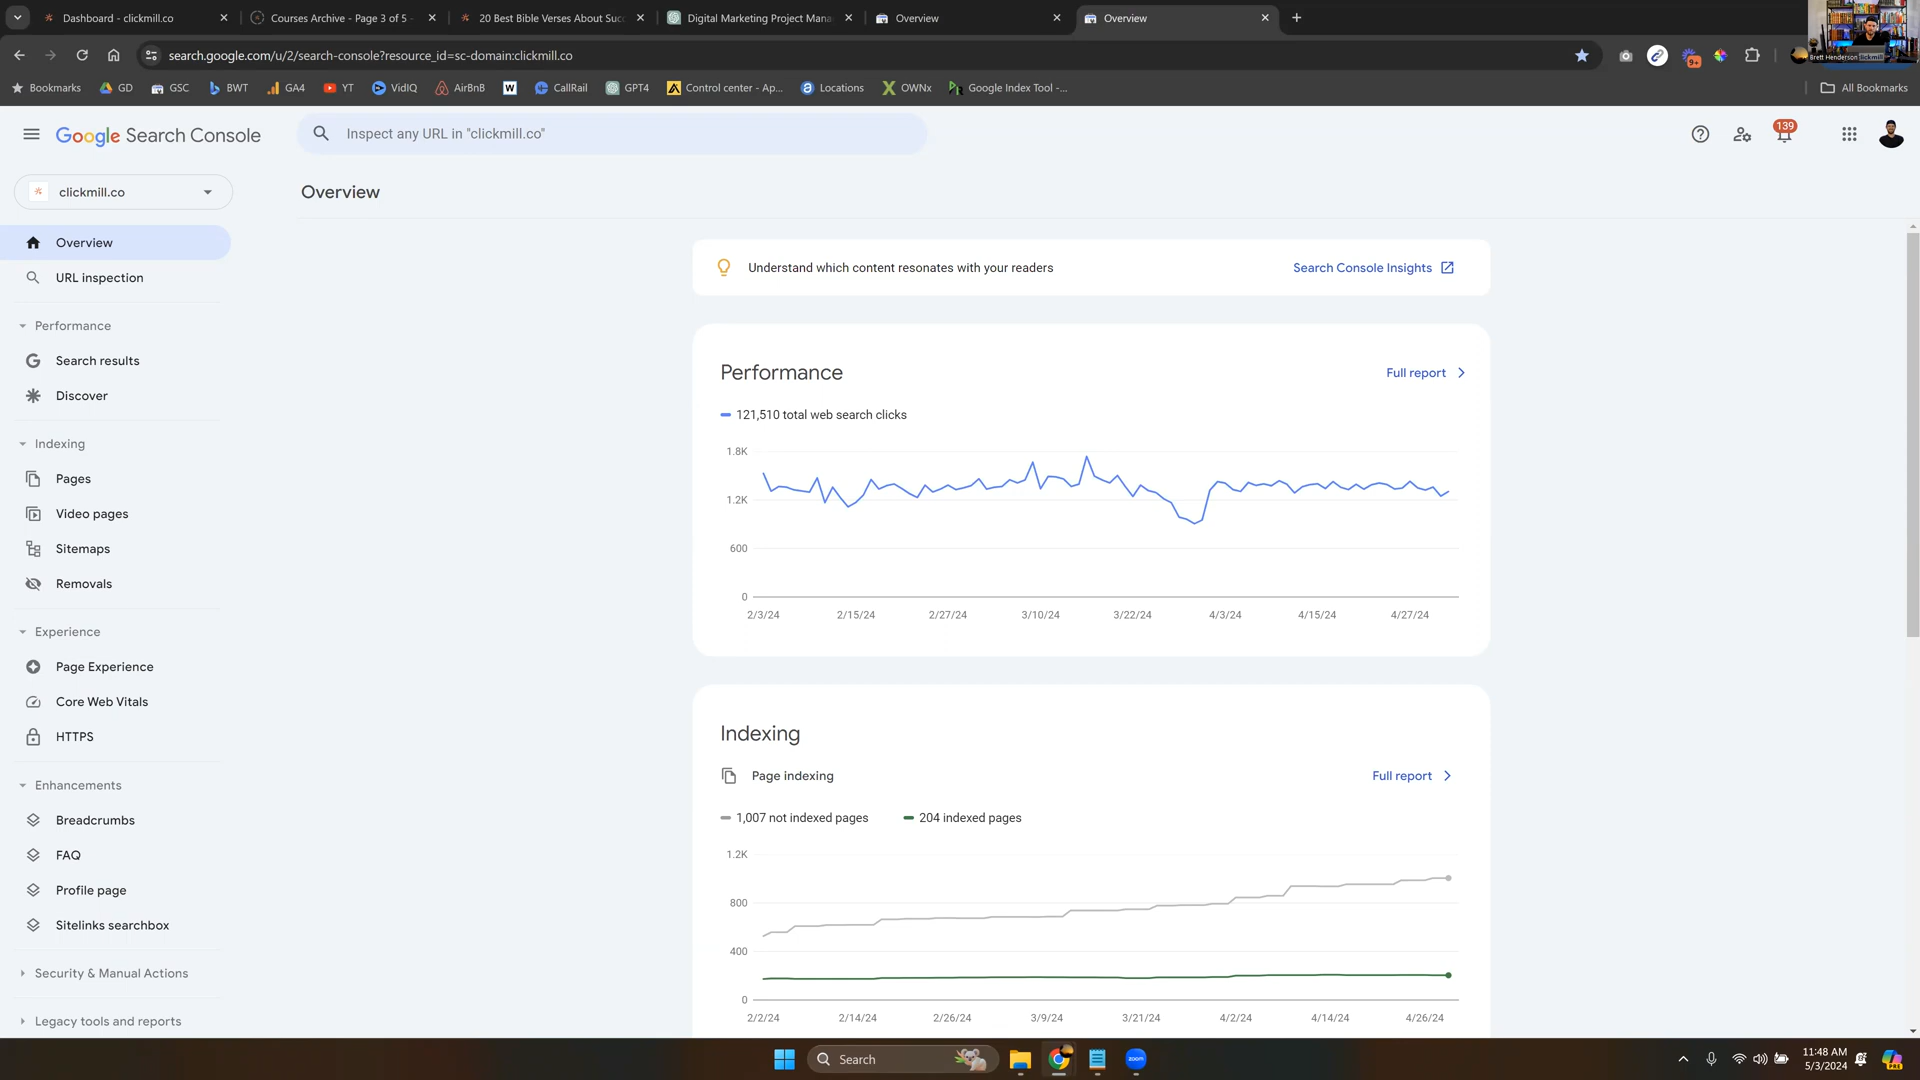 Dashboard - clickmill.co
Courses Archive - Page 3 of 5 -
20 Best Bible Verses About Suc
Digital Marketing Project Mana
Overview
Overview
search.google.com/u/2/search-console?resource_id=sc-domain:clickmill.co
9+
Brett Henderson
Bookmarks
GD
GSC
BWT
GA4
YT
VidIQ
AirBnB
W
CallRail
GPT4
Control center - Ap...
Locations
OWNx
Google Index Tool -...
All Bookmarks
Google Search Console
Inspect any URL in "clickmill.co"
139
clickmill.co
Overview
URL inspection
Performance
Search results
Discover
Indexing
Pages
Video pages
Sitemaps
Removals
Experience
Page Experience
Core Web Vitals
HTTPS
Enhancements
Breadcrumbs
FAQ
Profile page
Sitelinks searchbox
Security & Manual Actions
Legacy tools and reports
Overview
Understand which content resonates with your readers
Search Console Insights
Performance
Full report
121,510 total web search clicks
1.8K
1.2K
600
0
2/3/24 2/15/24 2/27/24 3/10/24 3/22/24 4/3/24 4/15/24 4/27/24
Indexing
Page indexing
Full report
1,007 not indexed pages
204 indexed pages
1.2K
800
400
0
2/2/24 2/14/24 2/26/24 3/9/24 3/21/24 4/2/24 4/14/24 4/26/24
Search
zoom
11:48 AM
5/3/2024
PRE